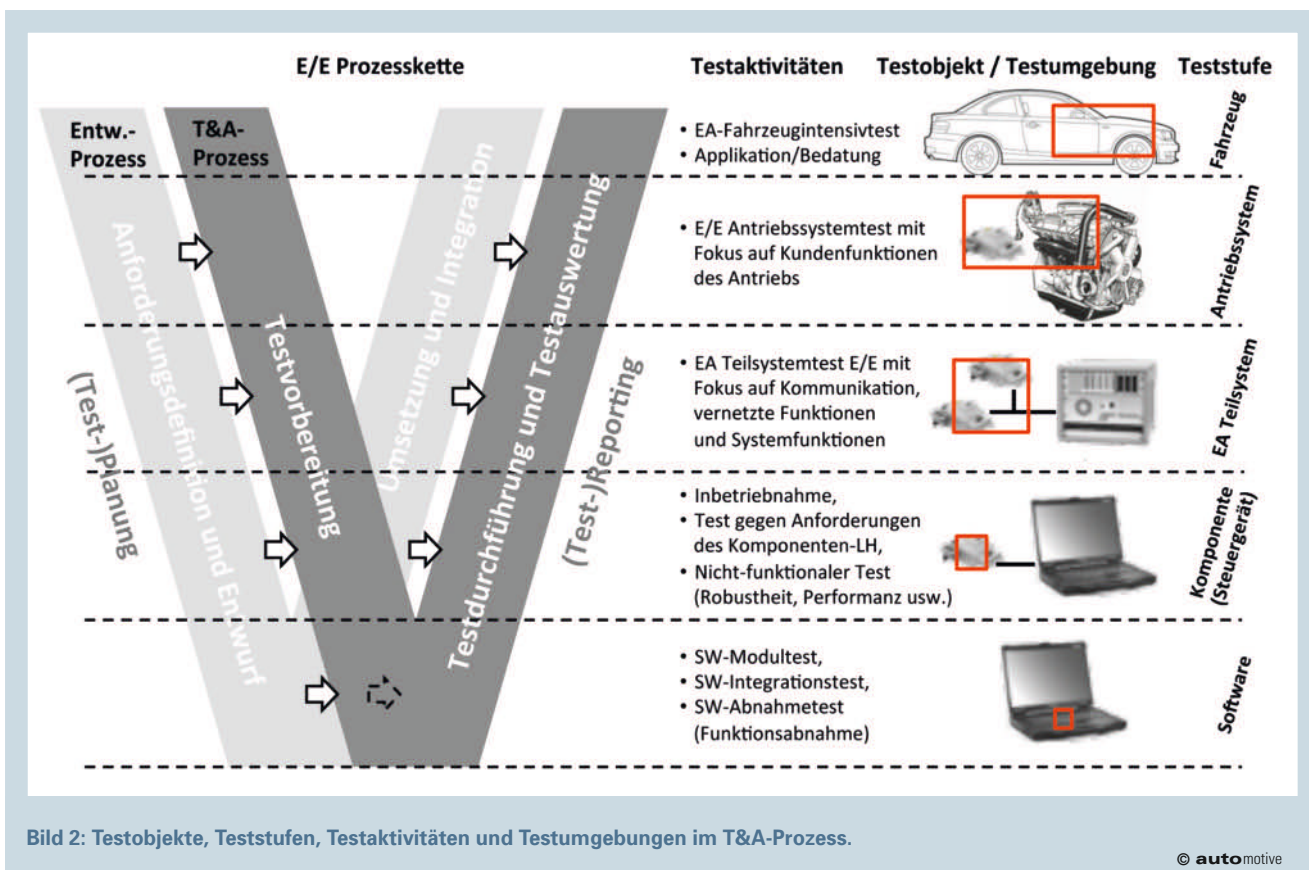 E/E Prozesskette
Testaktivitäten
Testobjekt / Testumgebung
Teststufe
Entw.-
Prozess
T&A-
Prozess
(Test-)Planung
Anforderungsdefinition und Entwurf
Testvorbereitung
Umsetzung und Integration
Testdurchführung und Testauswertung
(Test-)Reporting
• EA-Fahrzeugintensivtest
• Applikation/Bedatung
Fahrzeug
• E/E Antriebssystemtest mit
Fokus auf Kundenfunktionen
des Antriebs
Antriebssystem
• EA Teilsystemtest E/E mit
Fokus auf Kommunikation,
vernetzte Funktionen
und Systemfunktionen
EA Teilsystem
• Inbetriebnahme,
• Test gegen Anforderungen
des Komponenten-LH,
• Nicht-funktionaler Test
(Robustheit, Performanz usw.)
Komponente
(Steuergerät)
• SW-Modultest,
• SW-Integrationstest,
• SW-Abnahmetest
(Funktionsabnahme)
Software
Bild 2: Testobjekte, Teststufen, Testaktivitäten und Testumgebungen im T&A-Prozess.
© automotive